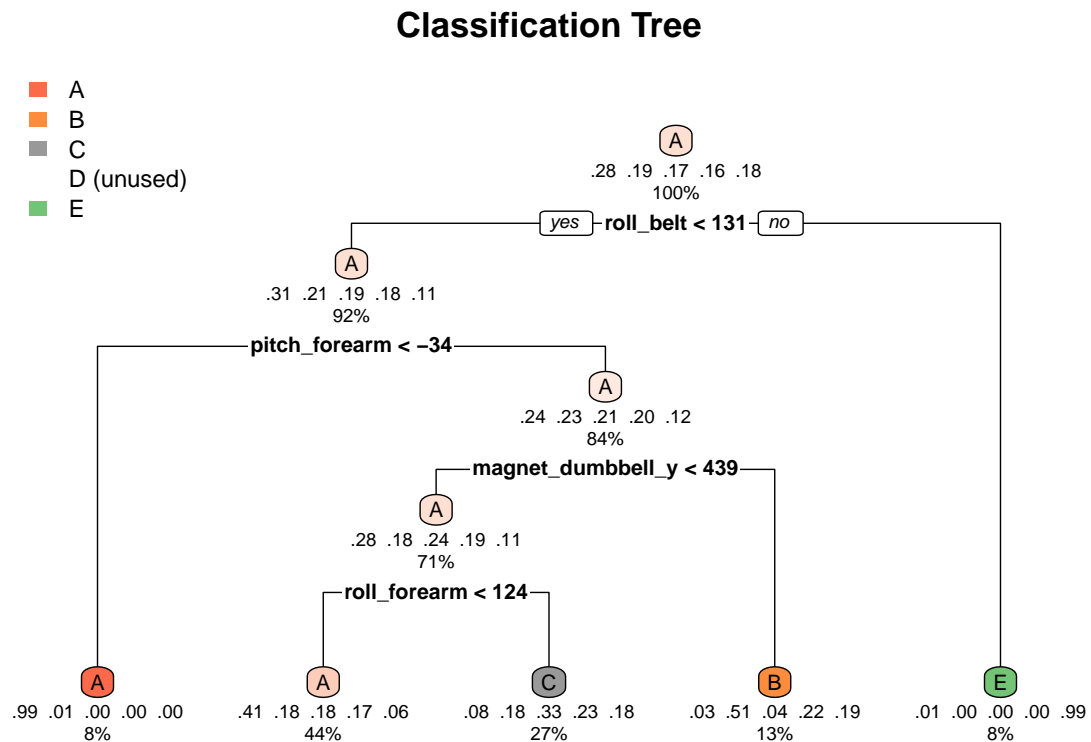 Classification Tree
A
B
C
D (unused)
E
A
.28 .19 .17 .16 .18
100%
yes roll_belt < 131 no
A
.31 .21 .19 .18 .11
92%
pitch_forearm < −34
A
.24 .23 .21 .20 .12
84%
magnet_dumbbell_y < 439
A
.28 .18 .24 .19 .11
71%
roll_forearm < 124
A A C B E
.99 .01 .00 .00 .00 .41 .18 .18 .17 .06 .08 .18 .33 .23 .18 .03 .51 .04 .22 .19 .01 .00 .00 .00 .99
8% 44% 27% 13% 8%